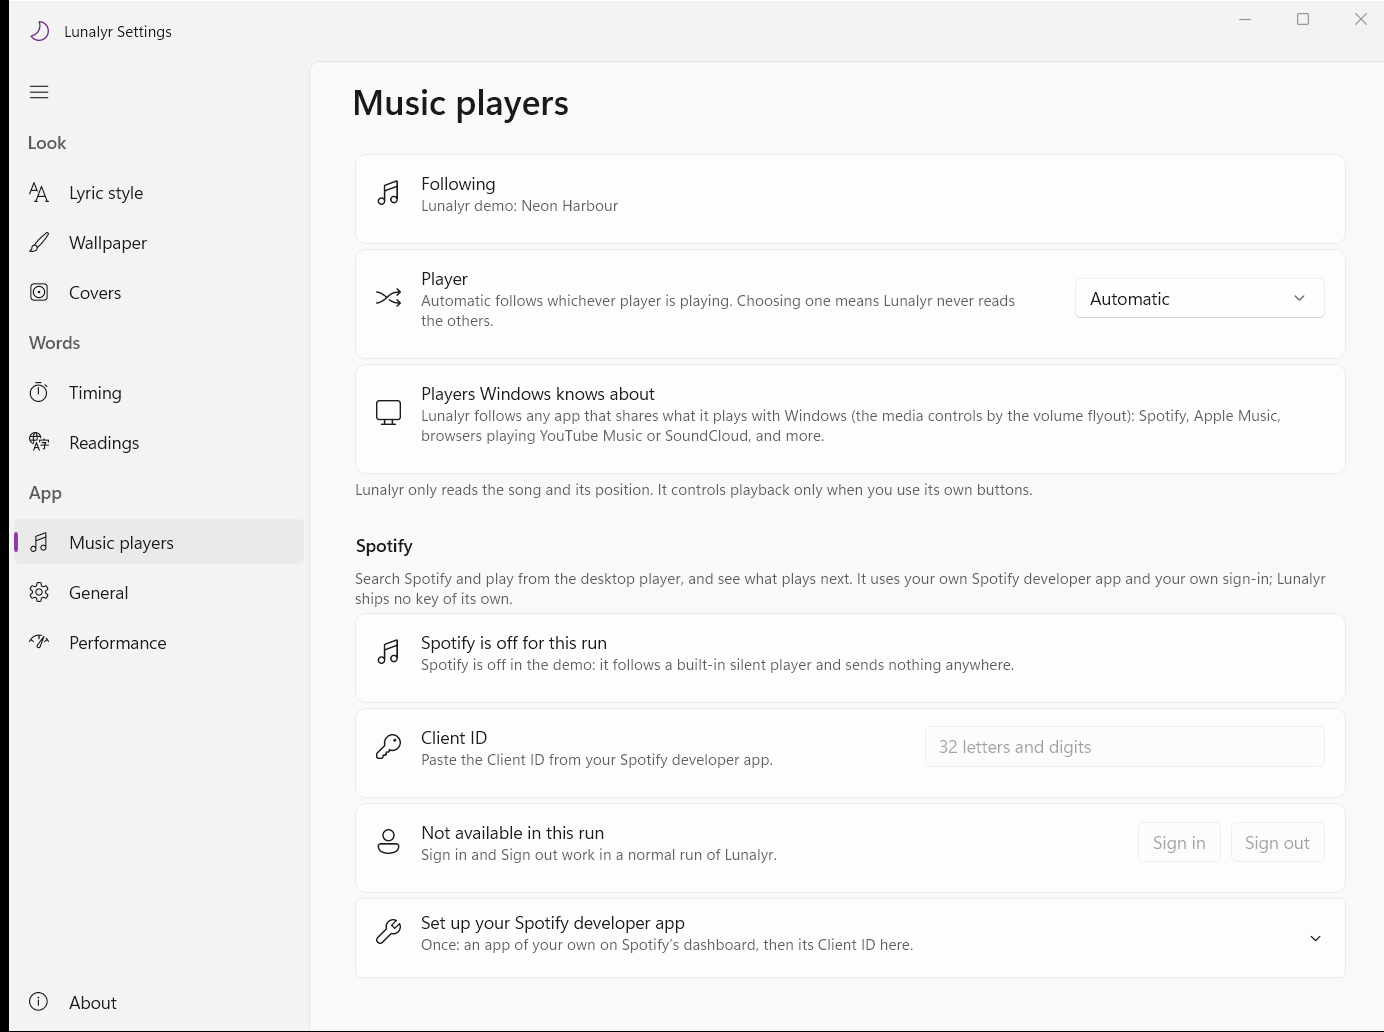 Lunalyr Settings
Look
Lyric style
Wallpaper
Covers
Words
Timing
Readings
App
Music players
General
Performance
About
Music players
Following
Lunalyr demo: Neon Harbour
Player
Automatic follows whichever player is playing. Choosing one means Lunalyr never reads
the others.
Automatic
Players Windows knows about
Lunalyr follows any app that shares what it plays with Windows (the media controls by the volume flyout): Spotify, Apple Music,
browsers playing YouTube Music or SoundCloud, and more.
Lunalyr only reads the song and its position. It controls playback only when you use its own buttons.
Spotify
Search Spotify and play from the desktop player, and see what plays next. It uses your own Spotify developer app and your own sign-in; Lunalyr
ships no key of its own.
Spotify is off for this run
Spotify is off in the demo: it follows a built-in silent player and sends nothing anywhere.
Client ID
Paste the Client ID from your Spotify developer app.
32 letters and digits
Not available in this run
Sign in and Sign out work in a normal run of Lunalyr.
Sign in
Sign out
Set up your Spotify developer app
Once: an app of your own on Spotify’s dashboard, then its Client ID here.